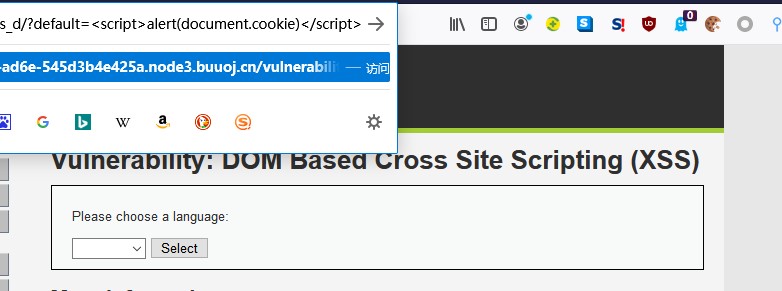 s_d/?default=<script>alert(document.cookie)</script>
-ad6e-545d3b4e425a.node3.buuoj.cn/vulnerabili — 访问
Vulnerability: DOM Based Cross Site Scripting (XSS)
Please choose a language:
Select